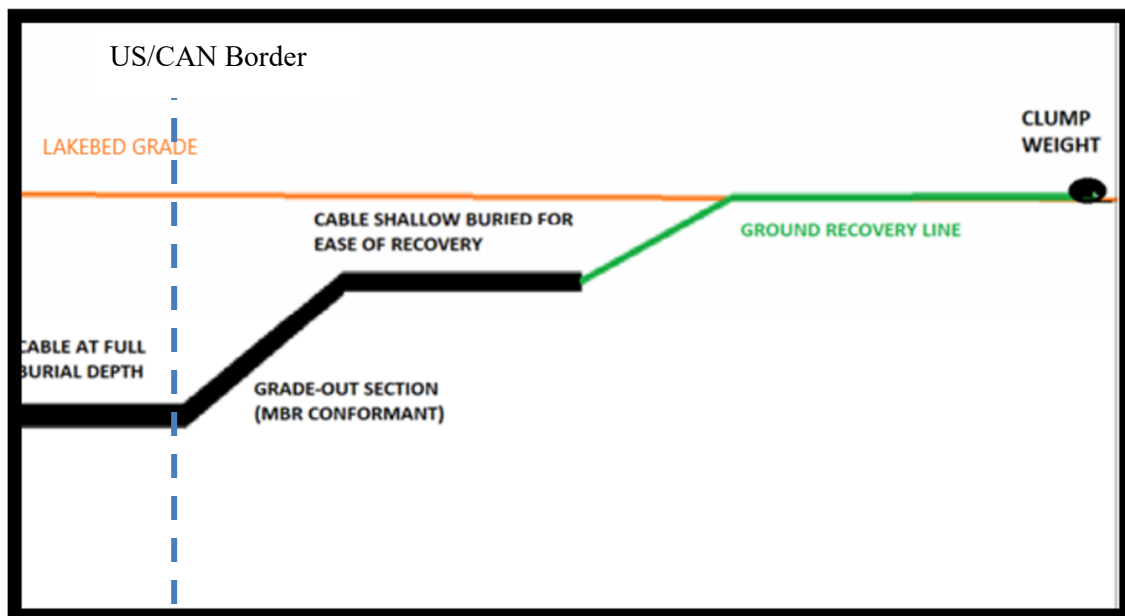 US/CAN Border
LAKEBED GRADE
CLUMP
WEIGHT
CABLE SHALLOW BURIED FOR
EASE OF RECOVERY
GROUND RECOVERY LINE
CABLE AT FULL
BURIAL DEPTH
GRADE-OUT SECTION
(MBR CONFORMANT)